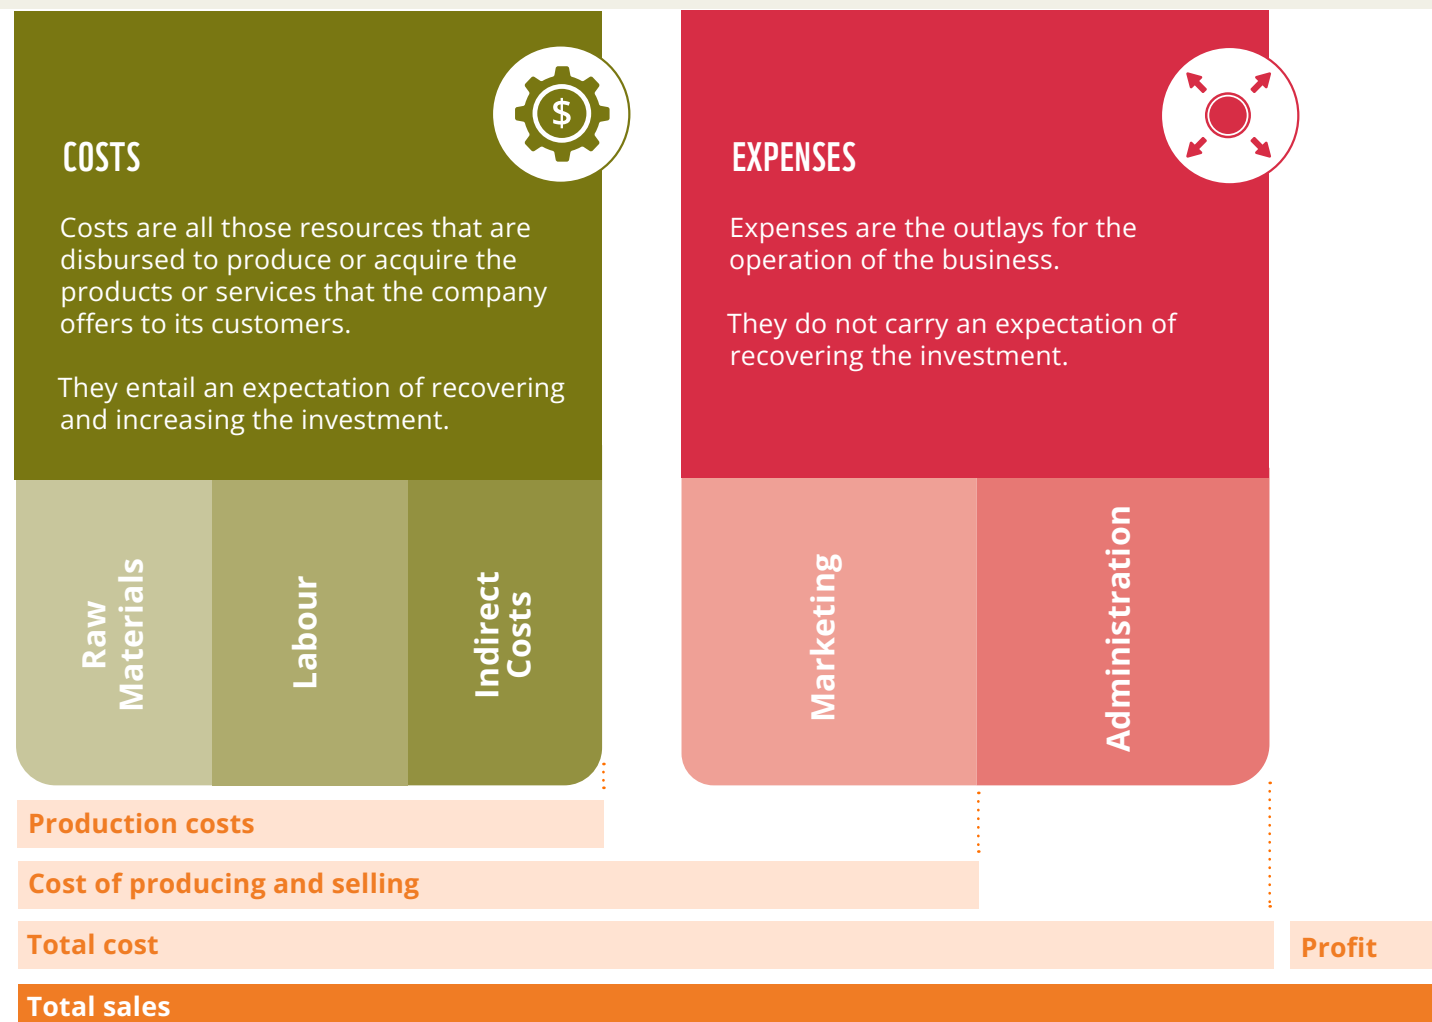 $
COSTS
Costs are all those resources that are
disbursed to produce or acquire the
products or services that the company
offers to its customers.
They entail an expectation of recovering
and increasing the investment.
EXPENSES
Expenses are the outlays for the
operation of the business.
They do not carry an expectation of
recovering the investment.
Raw
Materials
Labour
Indirect
Costs
Marketing
Administration
Production costs
Cost of producing and selling
Total cost
Profit
Total sales